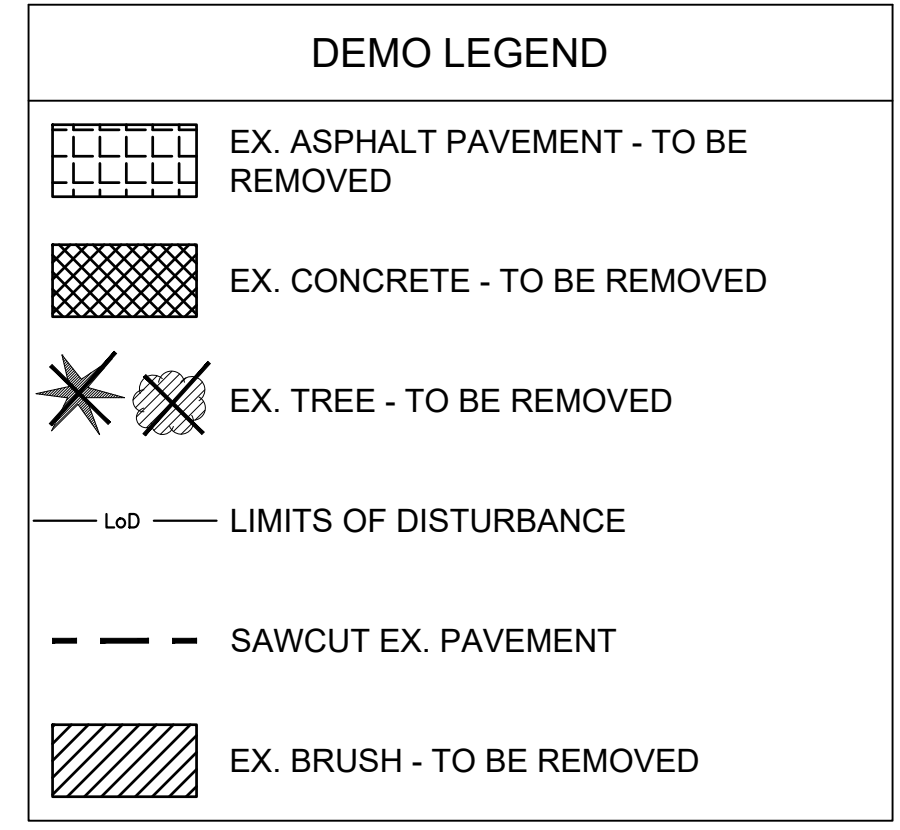 DEMO LEGEND
EX. ASPHALT PAVEMENT - TO BE
REMOVED
EX. CONCRETE - TO BE REMOVED
EX. TREE - TO BE REMOVED
LoD LIMITS OF DISTURBANCE
SAWCUT EX. PAVEMENT
EX. BRUSH - TO BE REMOVED